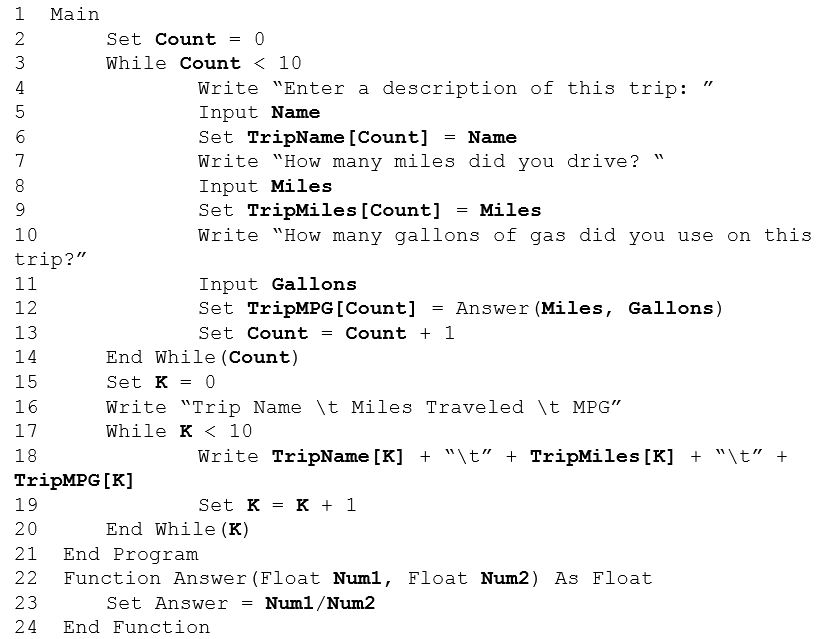 1  Main
2      Set Count = 0
3      While Count < 10
4            Write “Enter a description of this trip: ”
5            Input Name
6            Set TripName[Count] = Name
7            Write “How many miles did you drive? “
8            Input Miles
9            Set TripMiles[Count] = Miles
10            Write “How many gallons of gas did you use on this
trip?”
11            Input Gallons
12            Set TripMPG[Count] = Answer(Miles, Gallons)
13            Set Count = Count + 1
14     End While(Count)
15     Set K = 0
16     Write “Trip Name \t Miles Traveled \t MPG”
17     While K < 10
18            Write TripName[K] + “\t” + TripMiles[K] + “\t” +
TripMPG[K]
19            Set K = K + 1
20     End While(K)
21  End Program
22  Function Answer(Float Num1, Float Num2) As Float
23     Set Answer = Num1/Num2
24  End Function